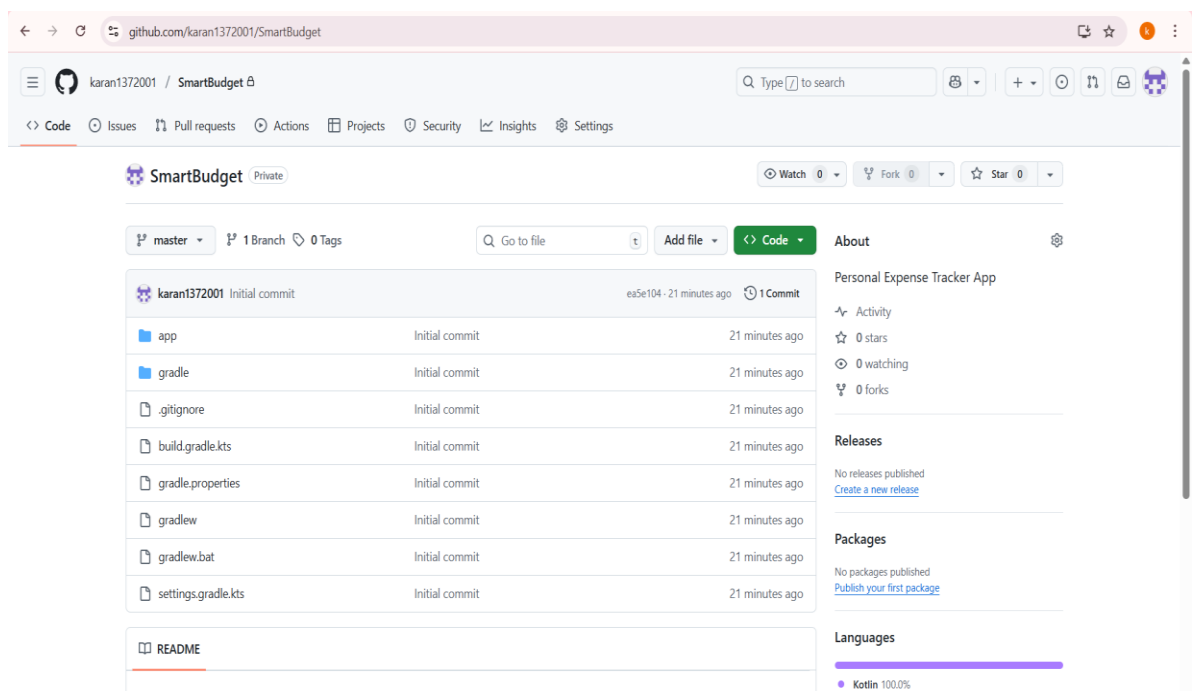 github.com/karan1372001/SmartBudget
k
karan1372001 / SmartBudget
Type / to search
Code Issues Pull requests Actions Projects Security Insights Settings
SmartBudget Private
Watch 0 Fork 0 Star 0
master 1 Branch 0 Tags
Go to file t Add file Code
karan1372001 Initial commit ea5e104 · 21 minutes ago 1 Commit
app Initial commit 21 minutes ago
gradle Initial commit 21 minutes ago
.gitignore Initial commit 21 minutes ago
build.gradle.kts Initial commit 21 minutes ago
gradle.properties Initial commit 21 minutes ago
gradlew Initial commit 21 minutes ago
gradlew.bat Initial commit 21 minutes ago
settings.gradle.kts Initial commit 21 minutes ago
README
About
Personal Expense Tracker App
Activity
0 stars
0 watching
0 forks
Releases
No releases published
Create a new release
Packages
No packages published
Publish your first package
Languages
Kotlin 100.0%